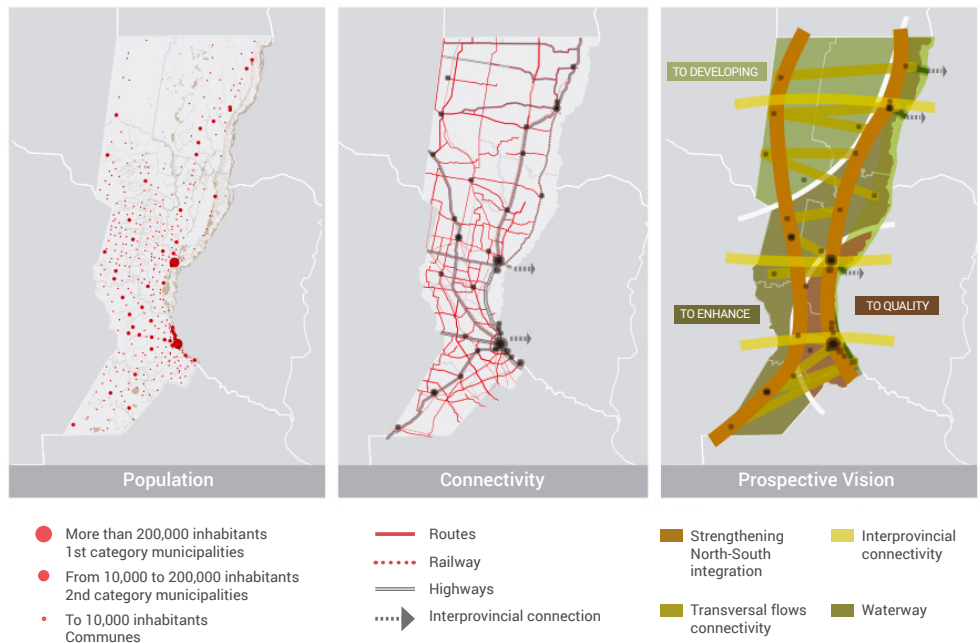 TO DEVELOPING
TO ENHANCE
TO QUALITY
Population
Connectivity
Prospective Vision
More than 200,000 inhabitants
1st category municipalities
From 10,000 to 200,000 inhabitants
2nd category municipalities
To 10,000 inhabitants
Communes
Routes
Railway
Highways
Interprovincial connection
Strengthening
North-South
integration
Interprovincial
connectivity
Transversal flows
connectivity
Waterway